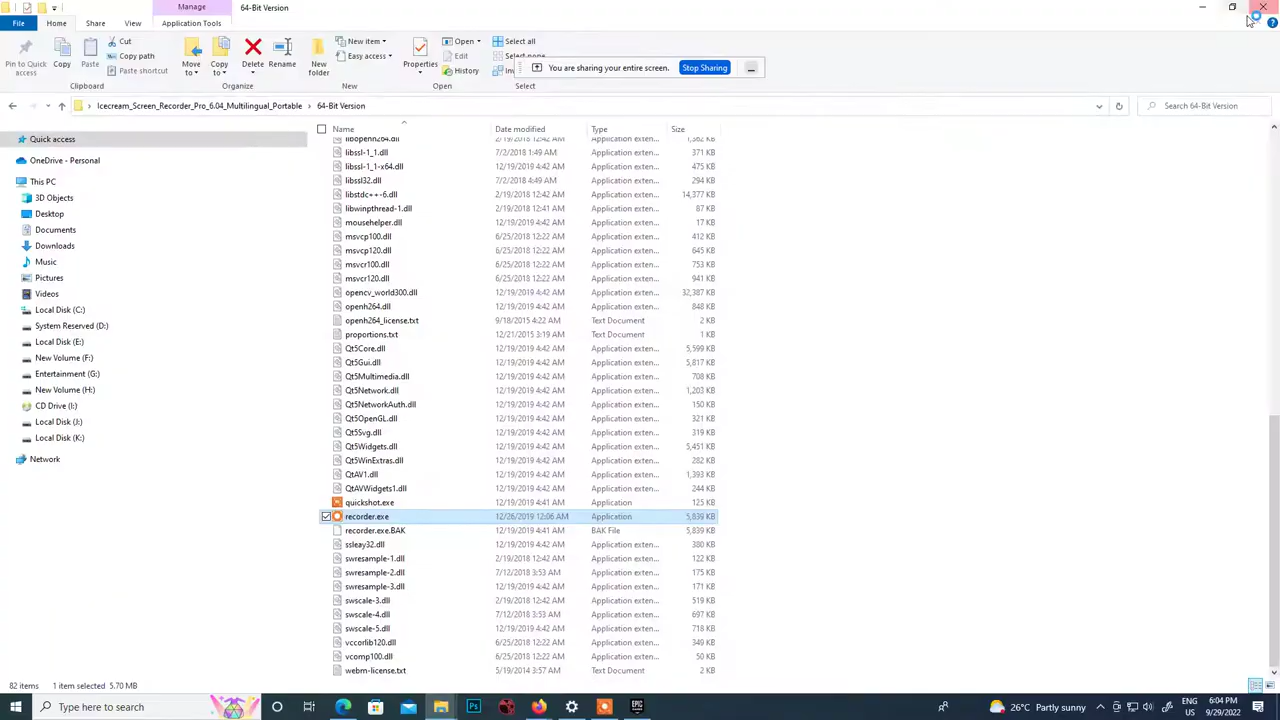 Manage
64-Bit Version
File
Home
Share
View
Application Tools
Pin to Quick access
Copy
Paste
Cut
Copy path
Paste shortcut
Clipboard
Move to
Copy to
Delete
Rename
Organize
New folder
New item
Easy access
New
Properties
Open
Edit
History
Open
Select all
Select none
Select
You are sharing your entire screen.
Stop Sharing
Icecream_Screen_Recorder_Pro_6.04_Multilingual_Portable
64-Bit Version
Search 64-Bit Version
Quick access
OneDrive - Personal
This PC
3D Objects
Desktop
Documents
Downloads
Music
Pictures
Videos
Local Disk (C:)
System Reserved (D:)
Local Disk (E:)
New Volume (F:)
Entertainment (G:)
New Volume (H:)
CD Drive (I:)
Local Disk (J:)
Local Disk (K:)
Network
Name Date modified Type Size
libopenh264.dll 2/19/2018 12:42 AM Application exten... 1,362 KB
libssl-1_1.dll 7/2/2018 1:49 AM Application exten... 371 KB
libssl-1_1-x64.dll 12/19/2019 4:42 AM Application exten... 475 KB
libssl32.dll 7/2/2018 4:49 AM Application exten... 294 KB
libstdc++-6.dll 2/19/2018 12:42 AM Application exten... 14,377 KB
libwinpthread-1.dll 2/19/2018 12:41 AM Application exten... 87 KB
mousehelper.dll 12/19/2019 4:42 AM Application exten... 17 KB
msvcp100.dll 6/25/2018 12:22 AM Application exten... 412 KB
msvcp120.dll 6/25/2018 12:22 AM Application exten... 645 KB
msvcr100.dll 6/25/2018 12:22 AM Application exten... 753 KB
msvcr120.dll 6/25/2018 12:22 AM Application exten... 941 KB
opencv_world300.dll 12/19/2019 4:42 AM Application exten... 32,387 KB
openh264.dll 12/19/2019 4:42 AM Application exten... 848 KB
openh264_license.txt 9/18/2015 4:22 AM Text Document 2 KB
proportions.txt 12/21/2015 3:19 AM Text Document 1 KB
Qt5Core.dll 12/19/2019 4:42 AM Application exten... 5,599 KB
Qt5Gui.dll 12/19/2019 4:42 AM Application exten... 5,817 KB
Qt5Multimedia.dll 12/19/2019 4:42 AM Application exten... 708 KB
Qt5Network.dll 12/19/2019 4:42 AM Application exten... 1,203 KB
Qt5NetworkAuth.dll 12/19/2019 4:42 AM Application exten... 150 KB
Qt5OpenGL.dll 12/19/2019 4:42 AM Application exten... 321 KB
Qt5Svg.dll 12/19/2019 4:42 AM Application exten... 319 KB
Qt5Widgets.dll 12/19/2019 4:42 AM Application exten... 5,451 KB
Qt5WinExtras.dll 12/19/2019 4:42 AM Application exten... 282 KB
QtAV1.dll 12/19/2019 4:42 AM Application exten... 1,393 KB
QtAVWidgets1.dll 12/19/2019 4:42 AM Application exten... 244 KB
quickshot.exe 12/19/2019 4:41 AM Application 125 KB
recorder.exe 12/26/2019 12:06 AM Application 5,839 KB
recorder.exe.BAK 12/19/2019 4:41 AM BAK File 5,839 KB
ssleay32.dll 12/19/2019 4:42 AM Application exten... 380 KB
swresample-1.dll 2/19/2018 12:42 AM Application exten... 122 KB
swresample-2.dll 7/12/2018 3:53 AM Application exten... 175 KB
swresample-3.dll 12/19/2019 4:42 AM Application exten... 171 KB
swscale-3.dll 2/19/2018 12:42 AM Application exten... 519 KB
swscale-4.dll 7/12/2018 3:53 AM Application exten... 697 KB
swscale-5.dll 12/19/2019 4:42 AM Application exten... 718 KB
vccorlib120.dll 6/25/2018 12:22 AM Application exten... 349 KB
vcomp100.dll 6/25/2018 12:22 AM Application exten... 50 KB
webm-license.txt 5/19/2014 3:57 AM Text Document 2 KB
82 items 1 item selected 5.70 MB
Type here to search
Ps
EPIC
26°C Partly sunny
ENG
US
6:04 PM
9/29/2022